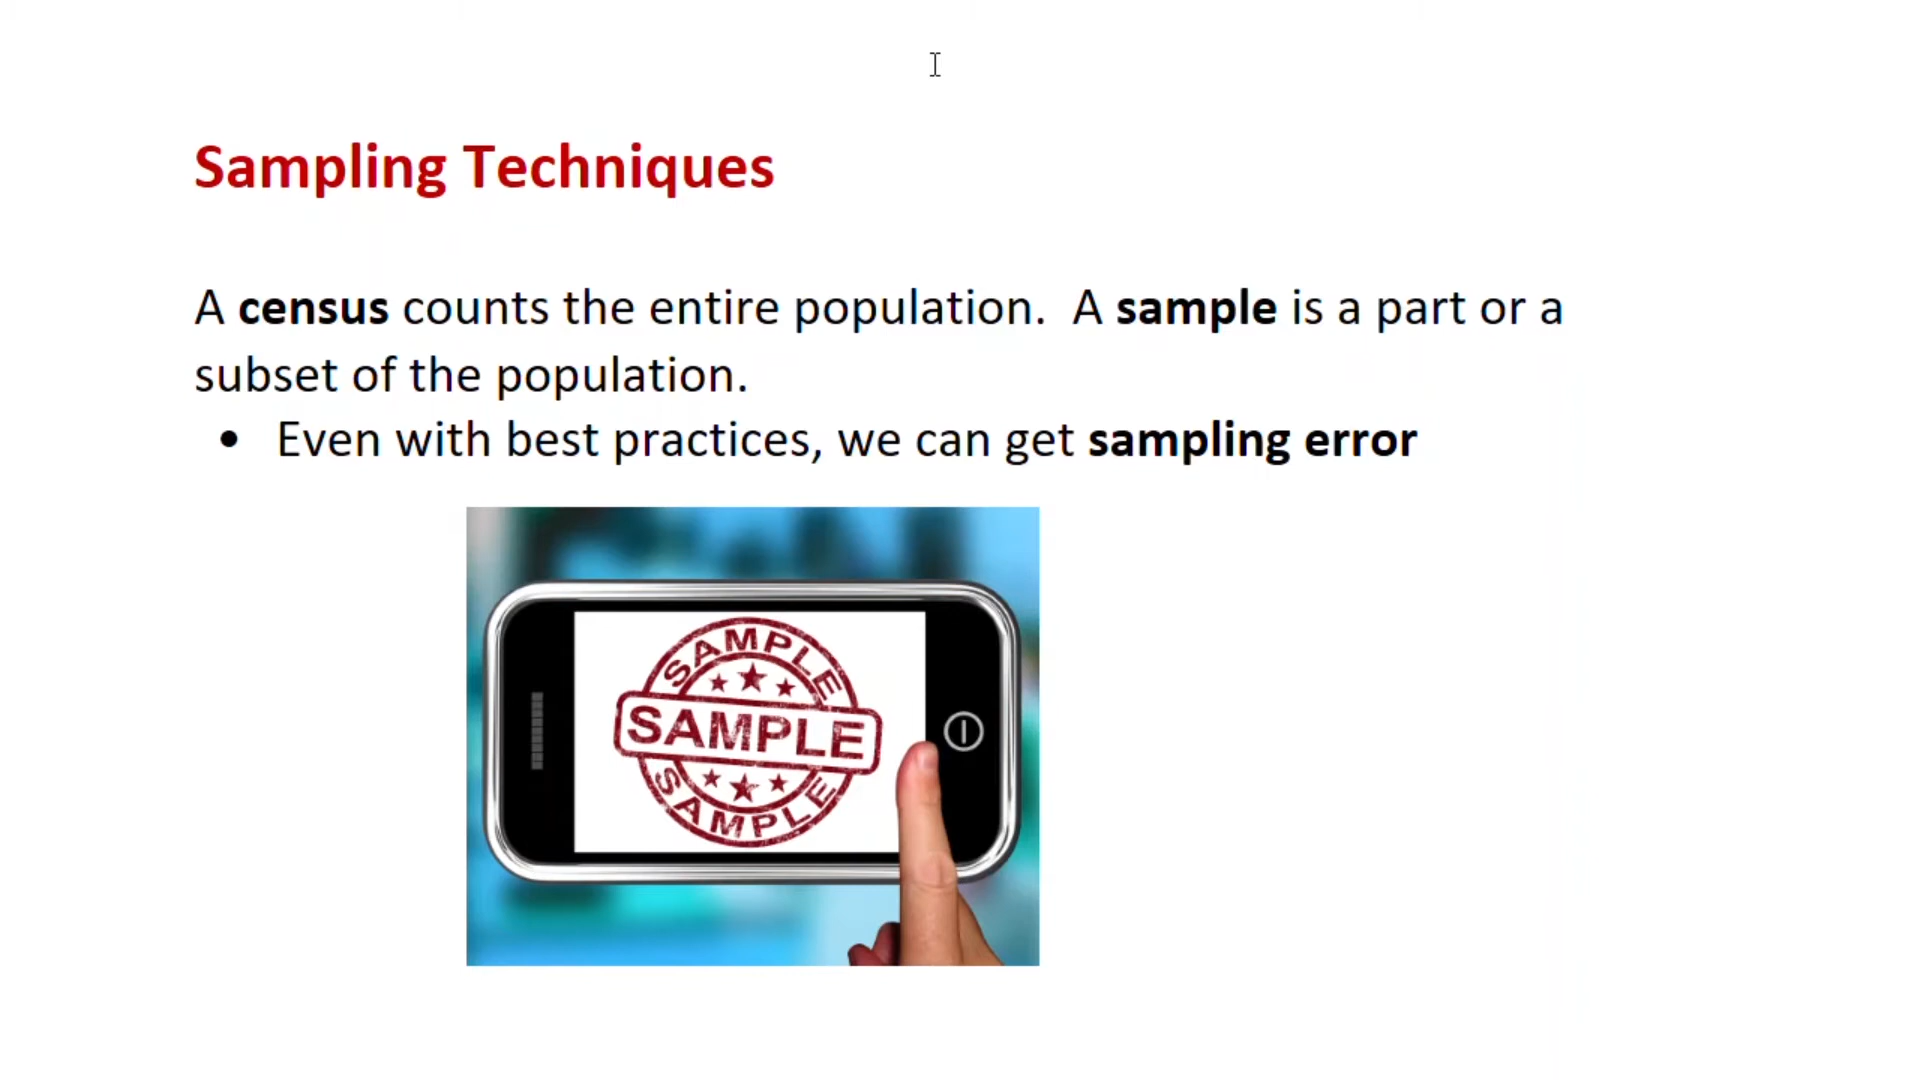 Sampling Techniques
A census counts the entire population. A sample is a part or a
subset of the population.
• Even with best practices, we can get sampling error
SAMPLE
SAMPLE
SAMPLE